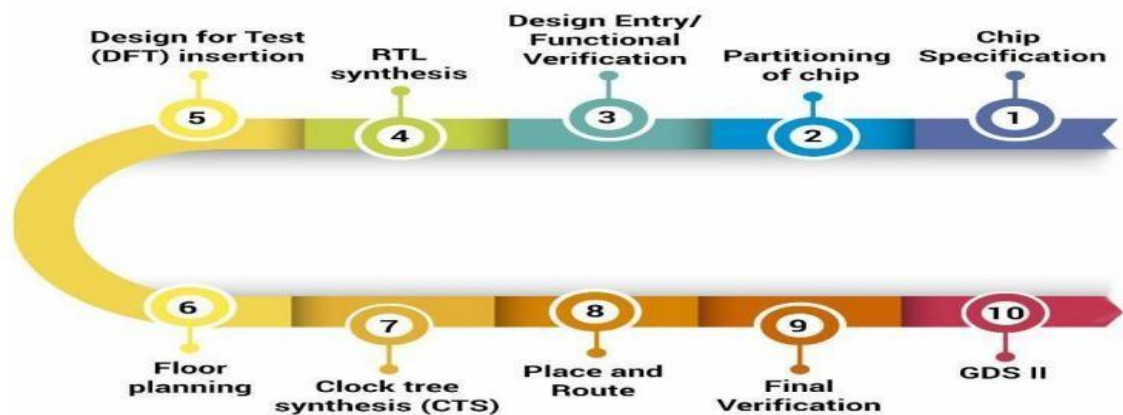 Chip
Specification
1
Partitioning
of chip
2
Design Entry/
Functional
Verification
3
RTL
synthesis
4
Design for Test
(DFT) insertion
5
6
Floor
planning
7
Clock tree
synthesis (CTS)
8
Place and
Route
9
Final
Verification
10
GDS II